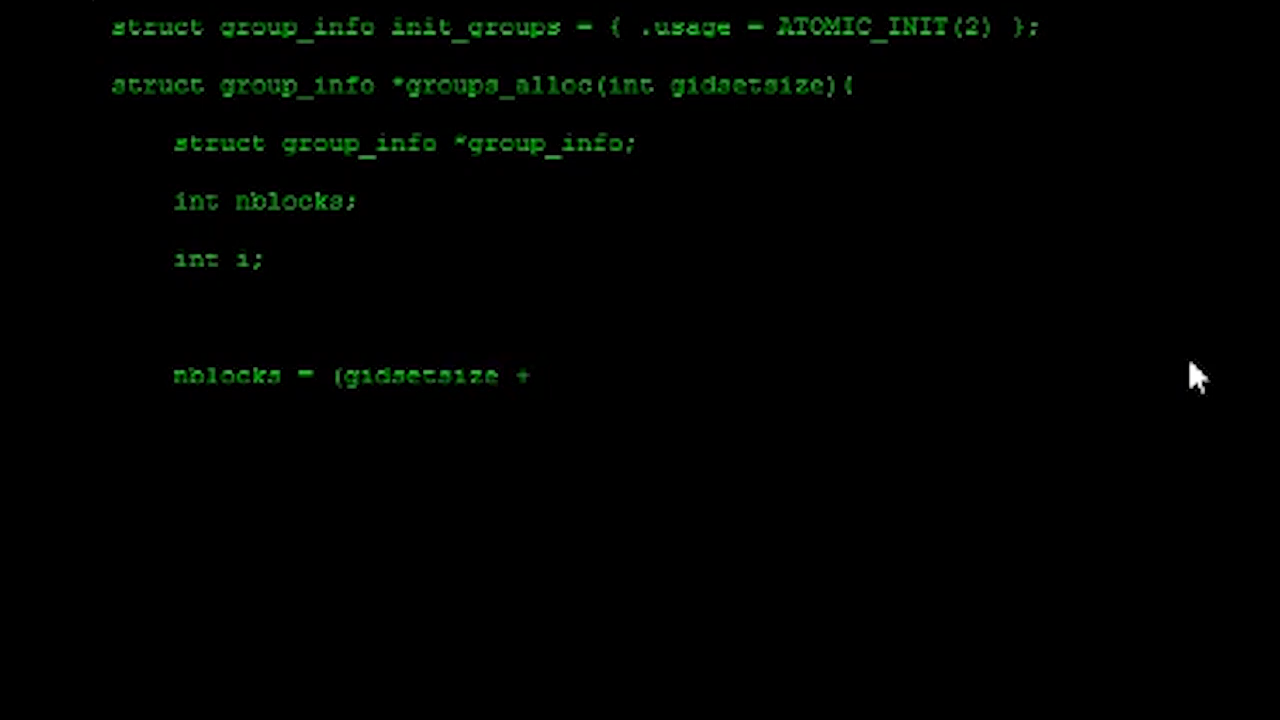 struct group_info init_groups = { .usage = ATOMIC_INIT(2) };
struct group_info *groups_alloc(int gidsetsize){
struct group_info *group_info;
int nblocks;
int i;
nblocks = (gidsetsize +